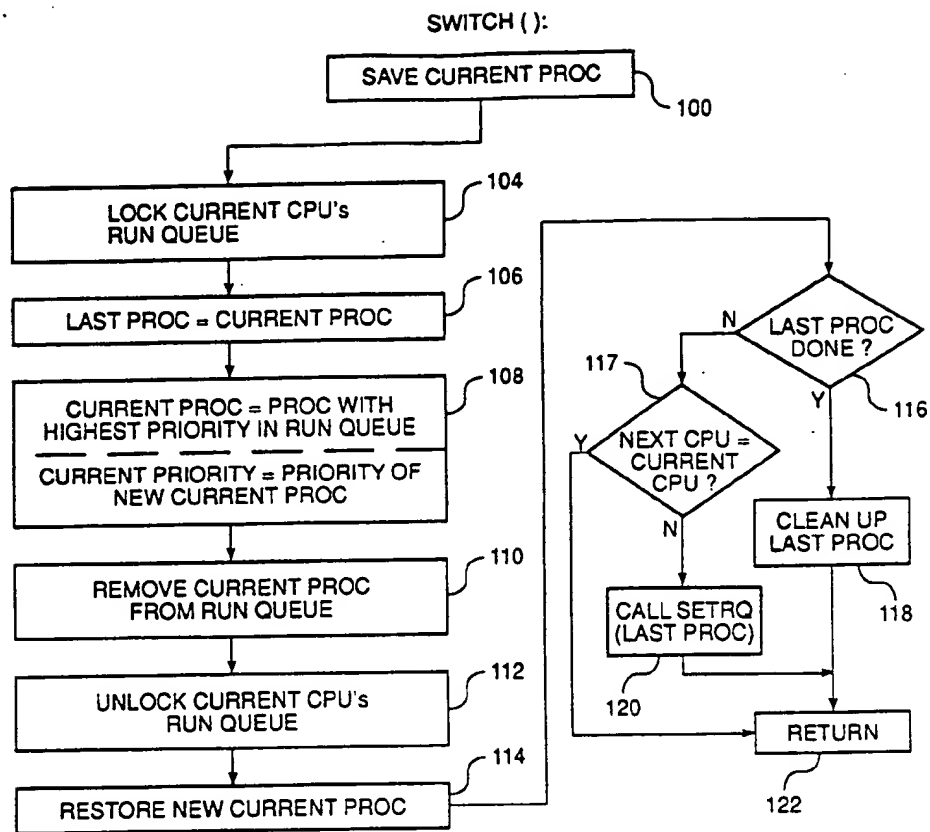 SWITCH ( ):
SAVE CURRENT PROC
100
104
LOCK CURRENT CPU's
RUN QUEUE
106
LAST PROC = CURRENT PROC
108
CURRENT PROC = PROC WITH
HIGHEST PRIORITY IN RUN QUEUE
CURRENT PRIORITY = PRIORITY OF
NEW CURRENT PROC
110
REMOVE CURRENT PROC
FROM RUN QUEUE
112
UNLOCK CURRENT CPU's
RUN QUEUE
114
RESTORE NEW CURRENT PROC
LAST PROC
DONE ?
116
N
Y
117
NEXT CPU =
CURRENT
CPU ?
Y
N
CLEAN UP
LAST PROC
118
CALL SETRQ
(LAST PROC)
120
RETURN
122